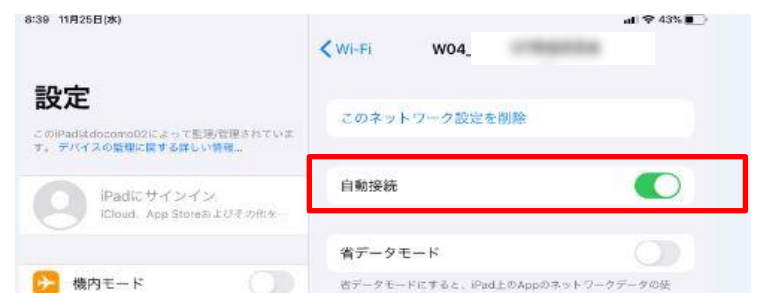 8:39 11月25日(水)
43%
Wi-Fi
W04_
設定
このiPadはdocomo02によって監理/管理されていま
す。デバイスの監理に関する詳しい情報...
このネットワーク設定を削除
自動接続
iPadにサインイン
iCloud、App Storeおよびその他を…
省データモード
機内モード
省データモードにすると、iPad上のAppのネットワークデータの使